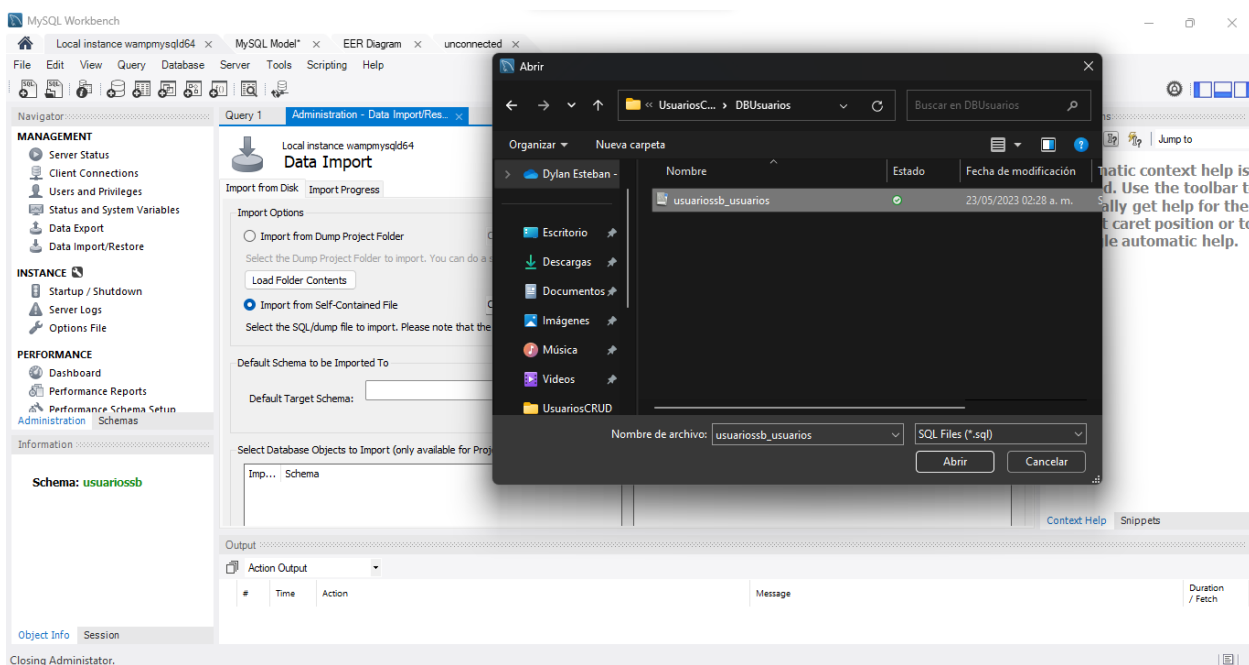 MySQL Workbench
Local instance wampmysqld64 × MySQL Model* × EER Diagram × unconnected ×
File Edit View Query Database Server Tools Scripting Help
Navigator
MANAGEMENT
Server Status
Client Connections
Users and Privileges
Status and System Variables
Data Export
Data Import/Restore
INSTANCE
Startup / Shutdown
Server Logs
Options File
PERFORMANCE
Dashboard
Performance Reports
Performance Schema Setup
Administration Schemas
Information
Schema: usuariossb
Object Info Session
Closing Administator.
Query 1 Administration - Data Import/Res... ×
Local instance wampmysqld64
Data Import
Import from Disk Import Progress
Import Options
Import from Dump Project Folder
Select the Dump Project Folder to import. You can do a s
Load Folder Contents
Import from Self-Contained File
Select the SQL/dump file to import. Please note that the
Default Schema to be Imported To
Default Target Schema:
Select Database Objects to Import (only available for Proj
Imp... Schema
Abrir
« UsuariosC... › DBUsuarios
Buscar en DBUsuarios
Organizar Nueva carpeta
Dylan Esteban -
Escritorio
Descargas
Documentos
Imágenes
Música
Videos
UsuariosCRUD
Nombre Estado Fecha de modificación
usuariossb_usuarios 23/05/2023 02:28 a. m.
Nombre de archivo: usuariossb_usuarios SQL Files (*.sql)
Abrir Cancelar
Jump to
matic context help is
d. Use the toolbar t
ally get help for the
t caret position or to
le automatic help.
Context Help Snippets
Output
Action Output
# Time Action Message Duration / Fetch